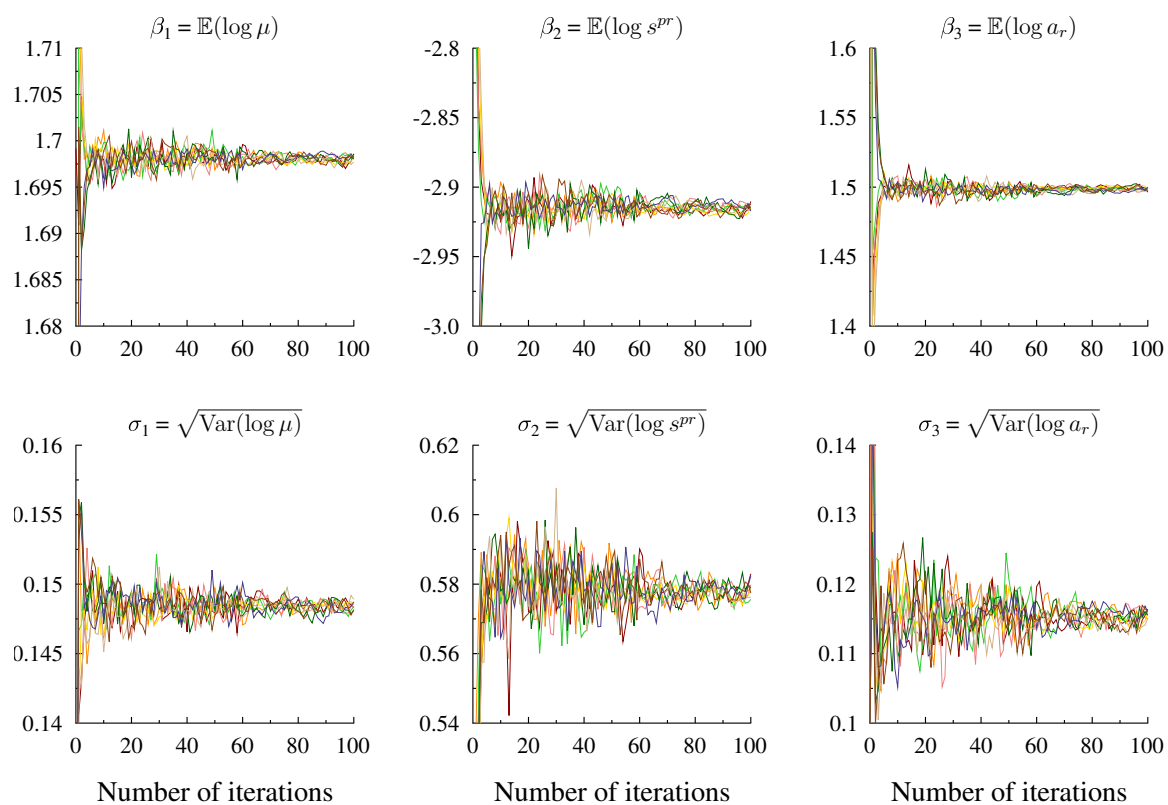 β₁ = 𝔼(log μ)
1.71
1.705
1.7
1.695
1.69
1.685
1.68
0 20 40 60 80 100
β₂ = 𝔼(log sᵖʳ)
-2.8
-2.85
-2.9
-2.95
-3.0
0 20 40 60 80 100
β₃ = 𝔼(log aᵣ)
1.6
1.55
1.5
1.45
1.4
0 20 40 60 80 100
σ₁ = √Var(log μ)
0.16
0.155
0.150
0.145
0.14
0 20 40 60 80 100
Number of iterations
σ₂ = √Var(log sᵖʳ)
0.62
0.6
0.58
0.56
0.54
0 20 40 60 80 100
Number of iterations
σ₃ = √Var(log aᵣ)
0.14
0.13
0.12
0.11
0.1
0 20 40 60 80 100
Number of iterations